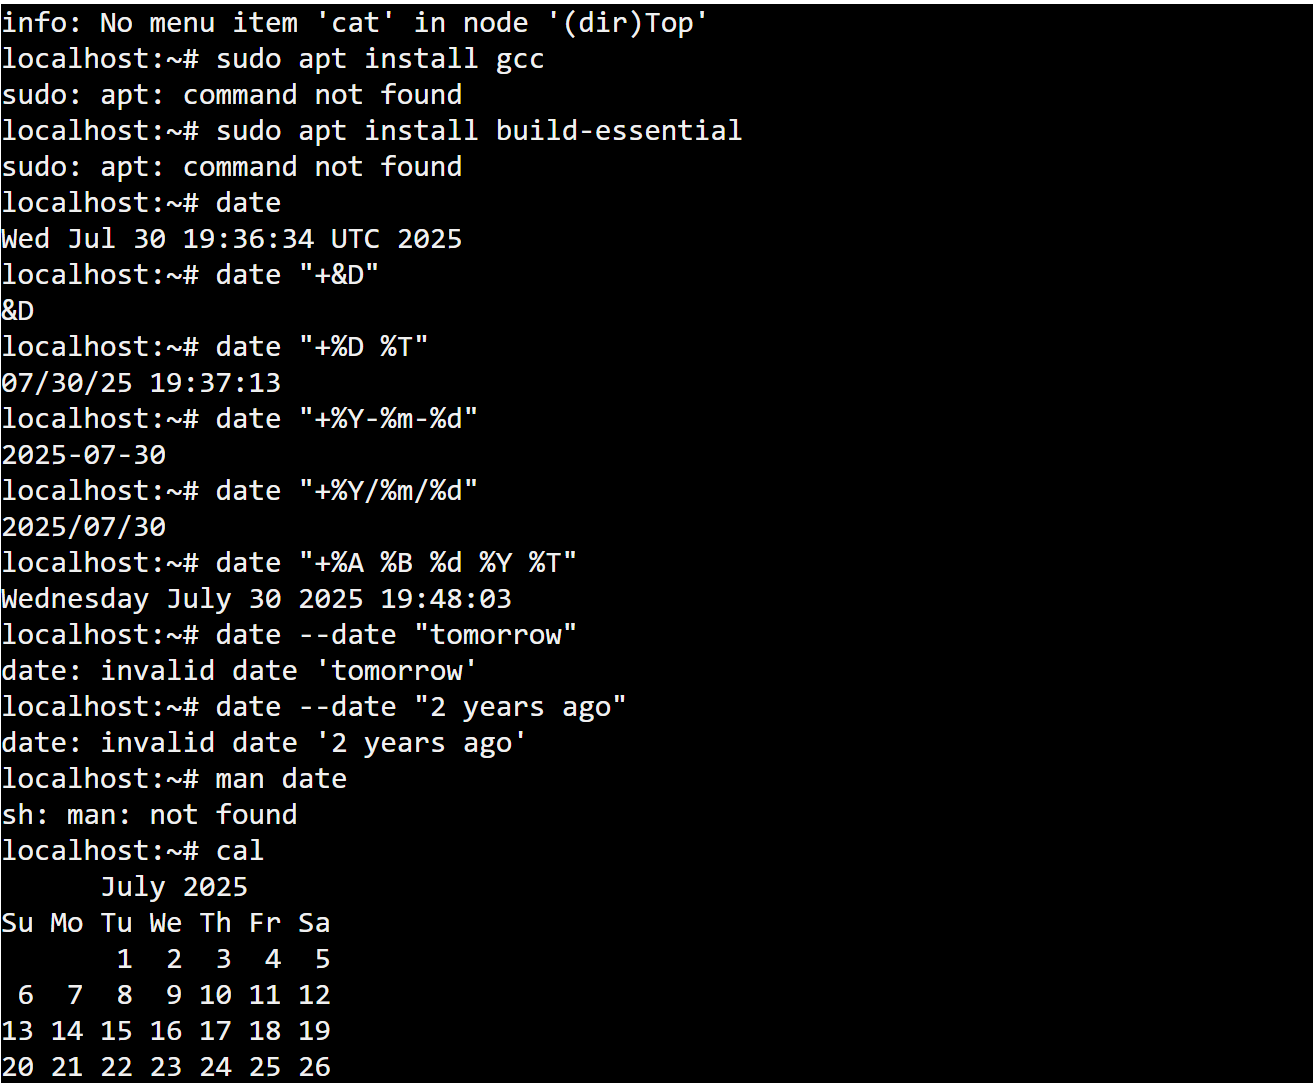 info: No menu item 'cat' in node '(dir)Top'
localhost:~# sudo apt install gcc
sudo: apt: command not found
localhost:~# sudo apt install build-essential
sudo: apt: command not found
localhost:~# date
Wed Jul 30 19:36:34 UTC 2025
localhost:~# date "+&D"
&D
localhost:~# date "+%D %T"
07/30/25 19:37:13
localhost:~# date "+%Y-%m-%d"
2025-07-30
localhost:~# date "+%Y/%m/%d"
2025/07/30
localhost:~# date "+%A %B %d %Y %T"
Wednesday July 30 2025 19:48:03
localhost:~# date --date "tomorrow"
date: invalid date 'tomorrow'
localhost:~# date --date "2 years ago"
date: invalid date '2 years ago'
localhost:~# man date
sh: man: not found
localhost:~# cal
      July 2025
Su Mo Tu We Th Fr Sa
       1  2  3  4  5
 6  7  8  9 10 11 12
13 14 15 16 17 18 19
20 21 22 23 24 25 26